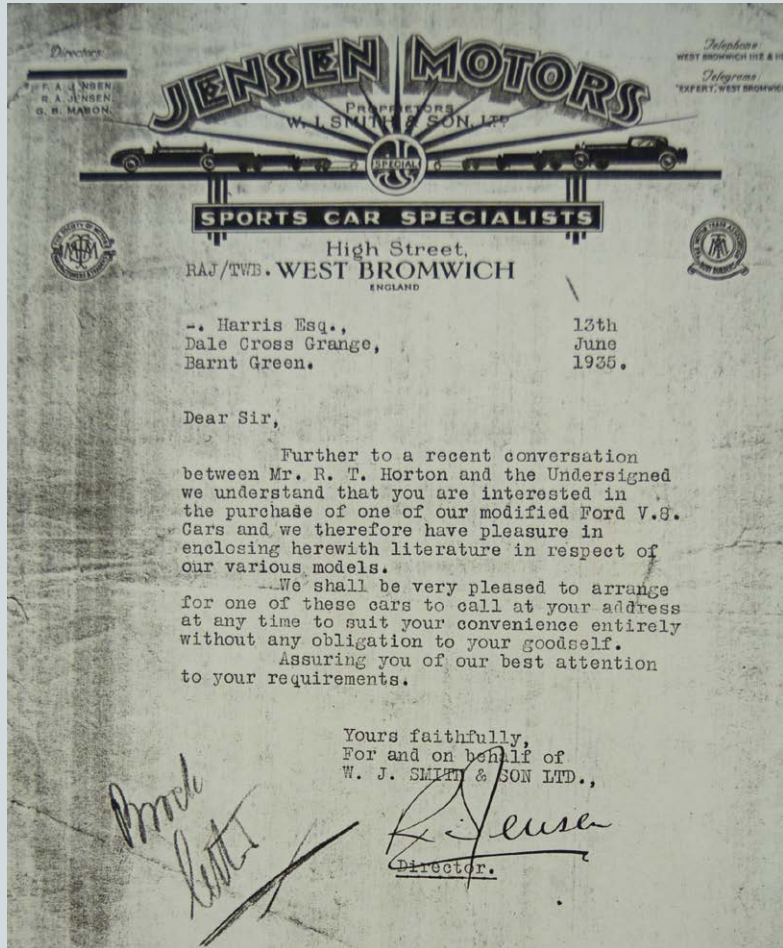 Directors:
F. A. JENSEN.
R. A. JENSEN.
G. B. MASON.
JENSEN MOTORS
PROPRIETORS
W. J. SMITH & SON, LTD
SPECIAL
SPORTS CAR SPECIALISTS
Telephone:
WEST BROMWICH
Telegrams:
"EXPERT, WEST BROMWICH
High Street,
RAJ/TWB. WEST BROMWICH
ENGLAND
-. Harris Esq., 13th
Dale Cross Grange, June
Barnt Green. 1935.
Dear Sir,
Further to a recent conversation
between Mr. R. T. Horton and the Undersigned
we understand that you are interested in
the purchase of one of our modified Ford V.8.
Cars and we therefore have pleasure in
enclosing herewith literature in respect of
our various models.
We shall be very pleased to arrange
for one of these cars to call at your address
at any time to suit your convenience entirely
without any obligation to your goodself.
Assuring you of our best attention
to your requirements.
Yours faithfully,
For and on behalf of
W. J. SMITH & SON LTD.,
Jensen
Director.